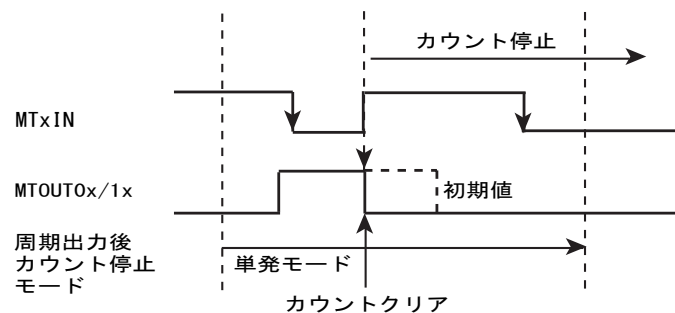 カウント停止
MTxIN
MTOUT0x/1x
初期値
周期出力後
カウント停止
モード
単発モード
カウントクリア